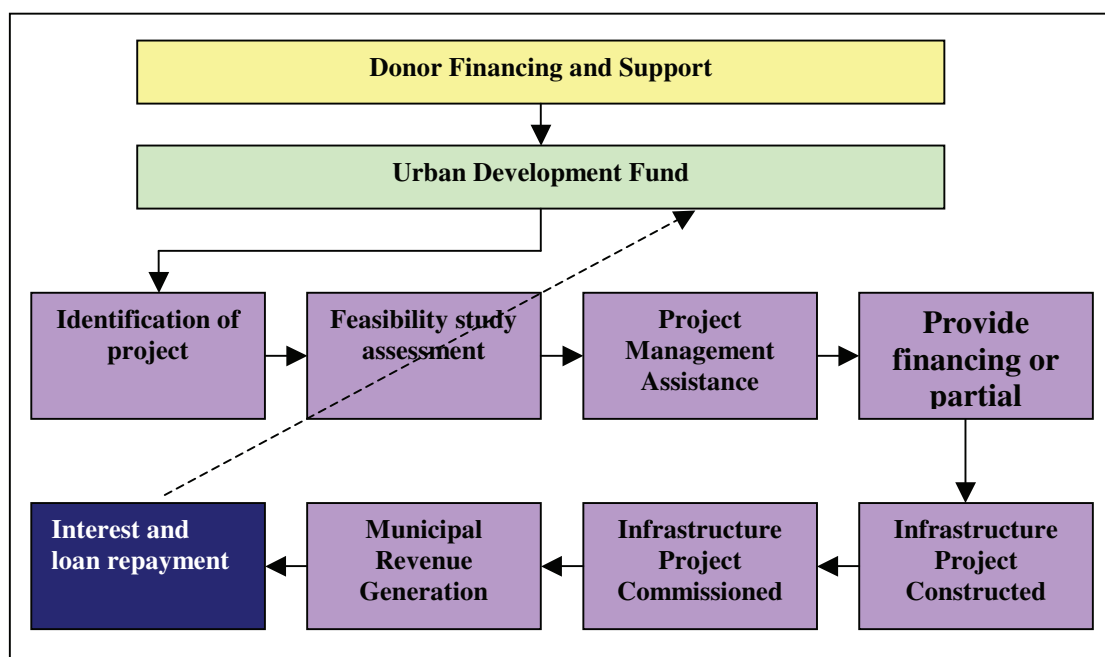 Donor Financing and Support
Urban Development Fund
Identification of
project
Feasibility study
assessment
Project
Management
Assistance
Provide
financing or
partial
Interest and
loan repayment
Municipal
Revenue
Generation
Infrastructure
Project
Commissioned
Infrastructure
Project
Constructed